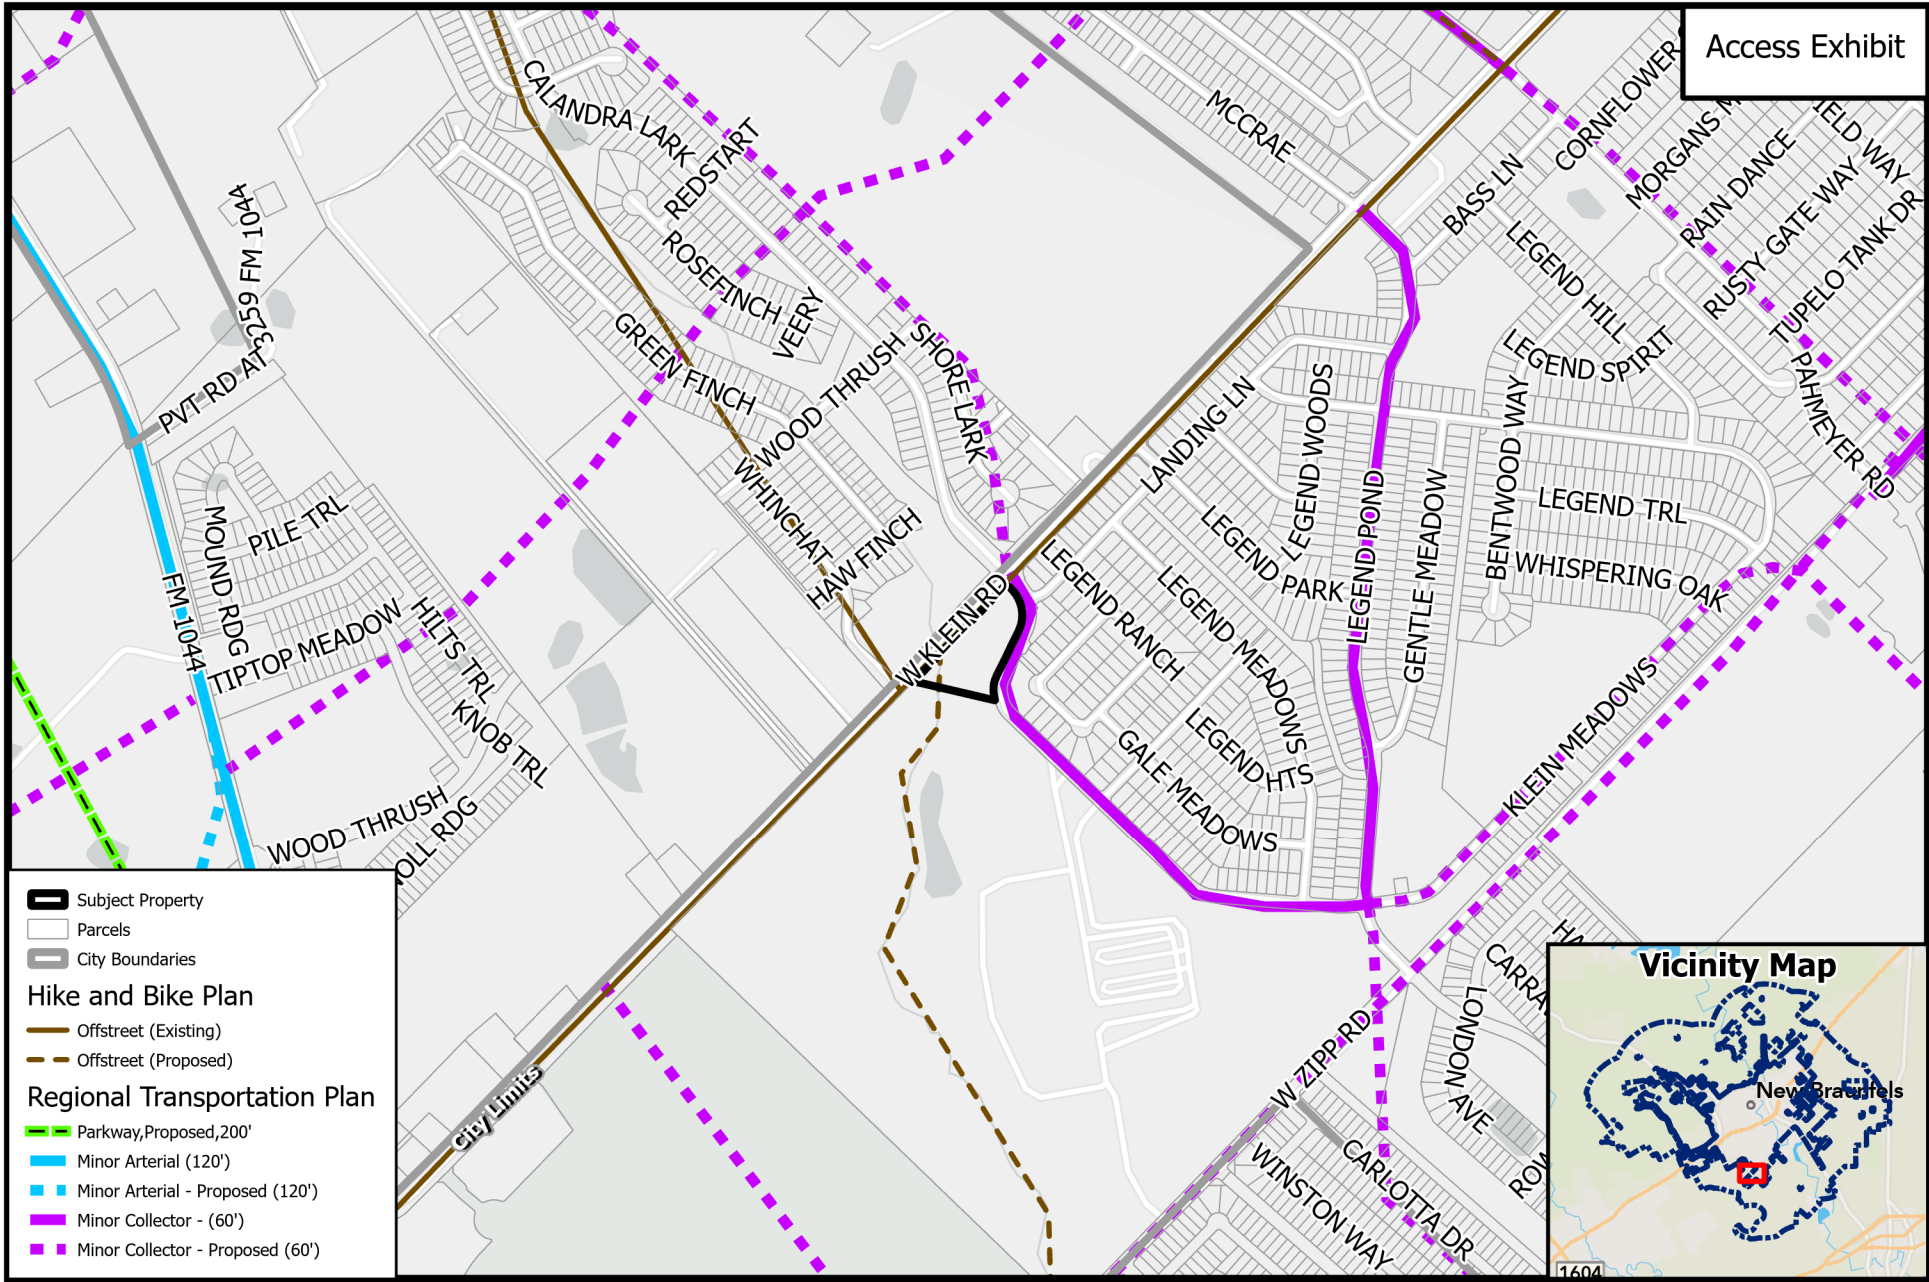 Access Exhibit
CALANDRA LARK
REDSTART
ROSEFINCH
VEERY
GREEN FINCH
WOOD THRUSH
SHORE LARK
WHINCHAT
HAW FINCH
W KLEIN RD
MCCRAE
BASS LN
CORNFLOWER
RAIN DANCE
RUSTY GATE WAY
TUPELO TANK DR
PAHMEYER RD
LEGEND HILL
LEGEND SPIRIT
LANDING LN
LEGEND WOODS
LEGEND POND
GENTLE MEADOW
BENTWOOD WAY
LEGEND TRL
WHISPERING OAK
LEGEND PARK
LEGEND RANCH
LEGEND MEADOWS
LEGEND HTS
GALE MEADOWS
KLEIN MEADOWS
W ZIPP RD
LONDON AVE
CARLOTTA DR
WINSTON WAY
3259 FM 1044
PVT RD AT
FM 1044
MOUND RDG
PILE TRL
TIPTOP MEADOW
HILTS TRL
KNOB TRL
WOOD THRUSH
City Limits
Subject Property
Parcels
City Boundaries
Hike and Bike Plan
Offstreet (Existing)
Offstreet (Proposed)
Regional Transportation Plan
Parkway,Proposed,200'
Minor Arterial (120')
Minor Arterial - Proposed (120')
Minor Collector - (60')
Minor Collector - Proposed (60')
Vicinity Map
New Braunfels
1604